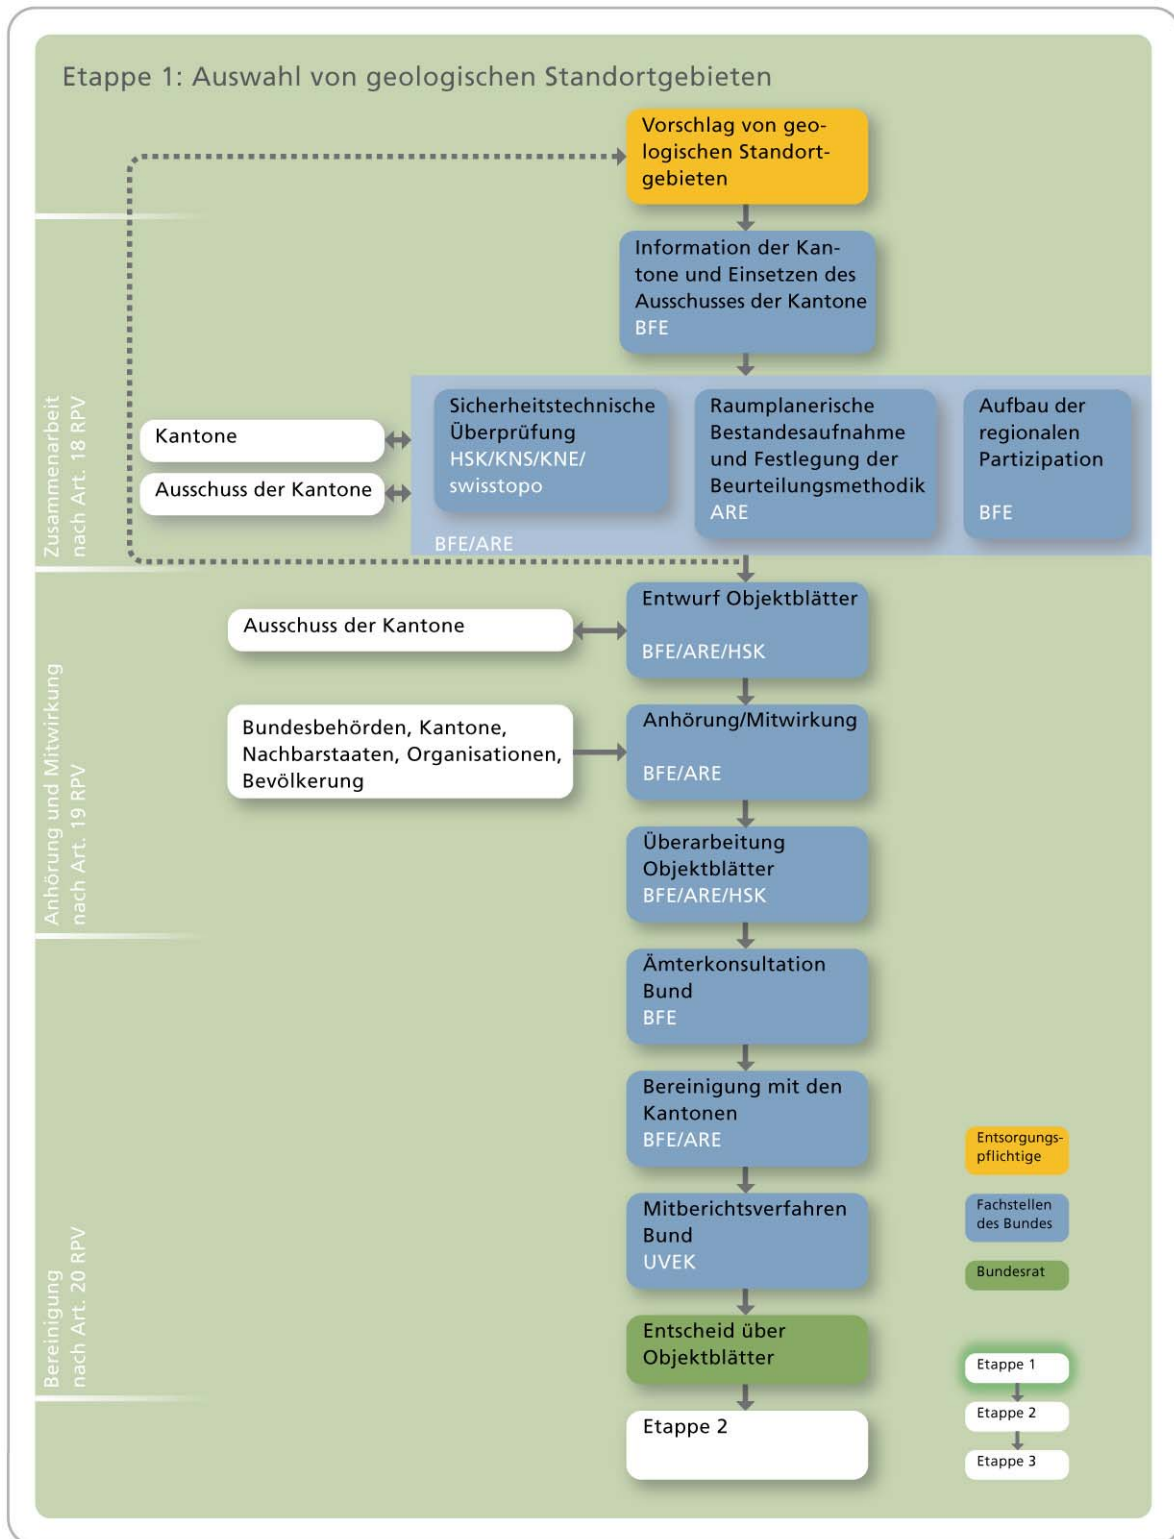 Etappe 1: Auswahl von geologischen Standortgebieten
Vorschlag von geo-
logischen Standort-
gebieten
Information der Kan-
tone und Einsetzen des
Ausschusses der Kantone
BFE
Zusammenarbeit
nach Art. 18 RPV
Kantone
Ausschuss der Kantone
Sicherheitstechnische
Überprüfung
HSK/KNS/KNE/
swisstopo
Raumplanerische
Bestandesaufnahme
und Festlegung der
Beurteilungsmethodik
ARE
Aufbau der
regionalen
Partizipation
BFE
BFE/ARE
Anhörung und Mitwirkung
nach Art. 19 RPV
Ausschuss der Kantone
Entwurf Objektblätter
BFE/ARE/HSK
Bundesbehörden, Kantone,
Nachbarstaaten, Organisationen,
Bevölkerung
Anhörung/Mitwirkung
BFE/ARE
Überarbeitung
Objektblätter
BFE/ARE/HSK
Bereinigung
nach Art. 20 RPV
Ämterkonsultation
Bund
BFE
Bereinigung mit den
Kantonen
BFE/ARE
Mitberichtsverfahren
Bund
UVEK
Entscheid über
Objektblätter
Etappe 2
Entsorgungs-
pflichtige
Fachstellen
des Bundes
Bundesrat
Etappe 1
Etappe 2
Etappe 3